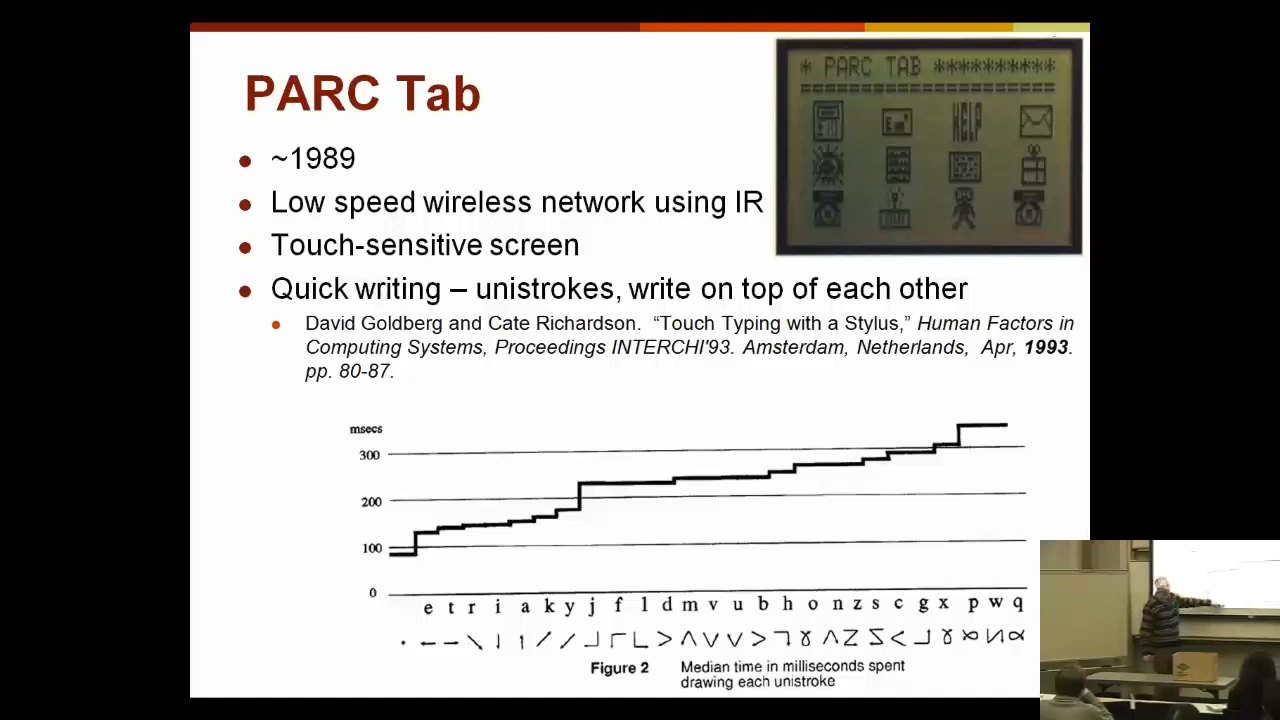 PARC Tab
* PARC TAB ***********
Em'
HELP
~1989
Low speed wireless network using IR
Touch-sensitive screen
Quick writing – unistrokes, write on top of each other
David Goldberg and Cate Richardson. “Touch Typing with a Stylus,” Human Factors in
Computing Systems, Proceedings INTERCHI'93. Amsterdam, Netherlands, Apr, 1993.
pp. 80-87.
msecs
300
200
100
0
e t r i a k y j f l d m v u b h o n z s c g x p w q
Figure 2 Median time in milliseconds spent
drawing each unistroke